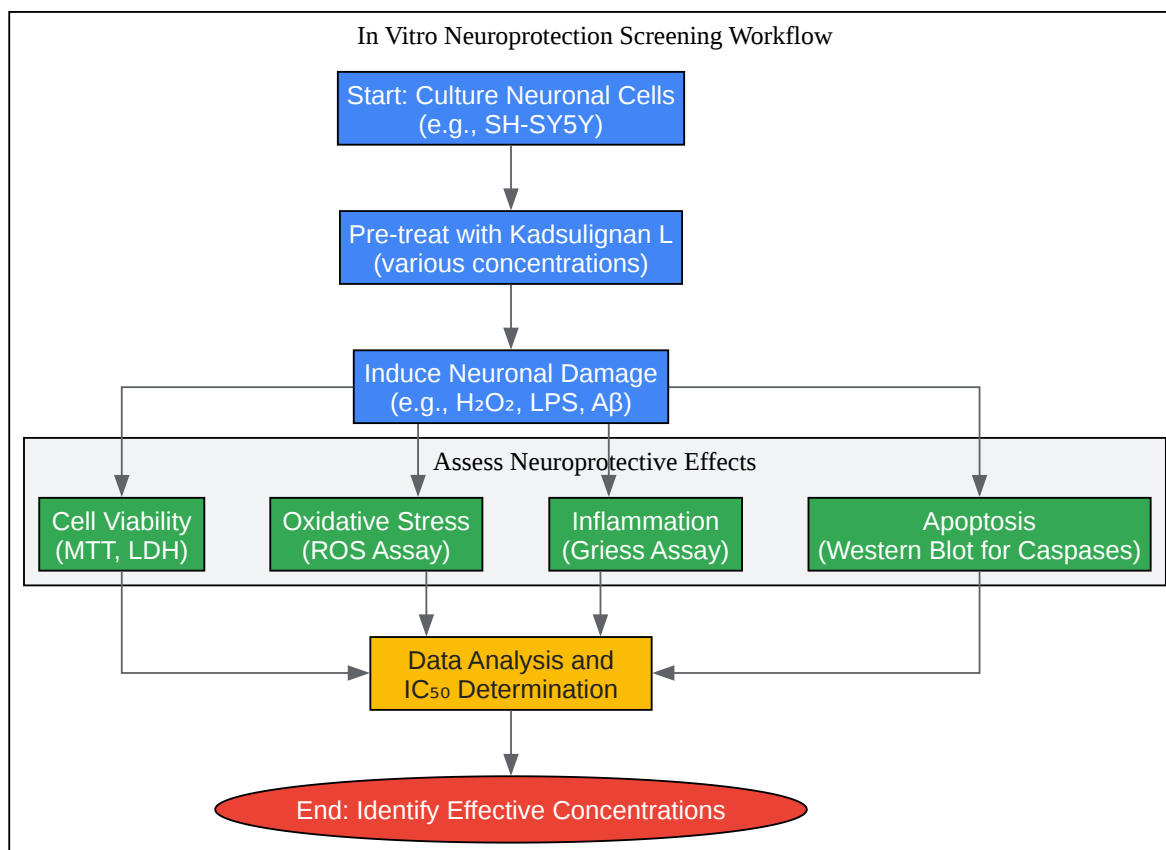 In Vitro Neuroprotection Screening Workflow
Start: Culture Neuronal Cells
(e.g., SH-SY5Y)
Pre-treat with Kadsulignan L
(various concentrations)
Induce Neuronal Damage
(e.g., H₂O₂, LPS, Aβ)
Assess Neuroprotective Effects
Cell Viability
(MTT, LDH)
Oxidative Stress
(ROS Assay)
Inflammation
(Griess Assay)
Apoptosis
(Western Blot for Caspases)
Data Analysis and
IC₅₀ Determination
End: Identify Effective Concentrations